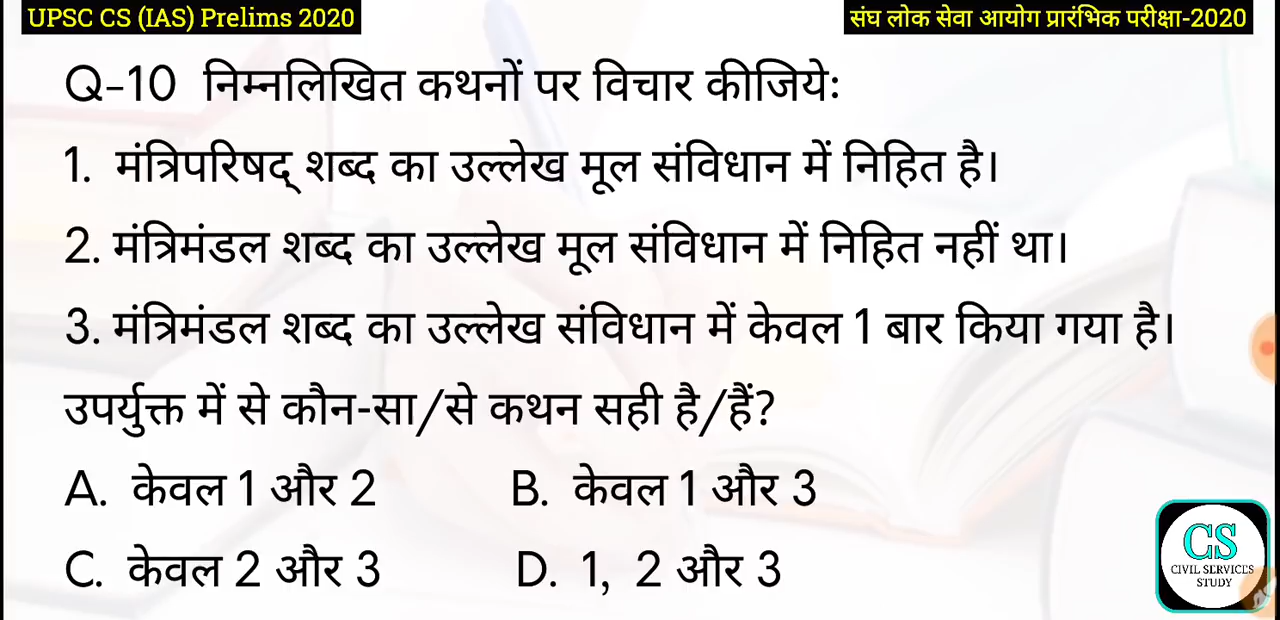 UPSC CS (IAS) Prelims 2020
संघ लोक सेवा आयोग प्रारंभिक परीक्षा-2020
Q-10 निम्नलिखित कथनों पर विचार कीजिये:
1. मंत्रिपरिषद् शब्द का उल्लेख मूल संविधान में निहित है।
2. मंत्रिमंडल शब्द का उल्लेख मूल संविधान में निहित नहीं था।
3. मंत्रिमंडल शब्द का उल्लेख संविधान में केवल 1 बार किया गया है।
उपर्युक्त में से कौन-सा/से कथन सही है/हैं?
A. केवल 1 और 2 B. केवल 1 और 3
C. केवल 2 और 3 D. 1, 2 और 3
CS
CIVIL SERVICES
STUDY